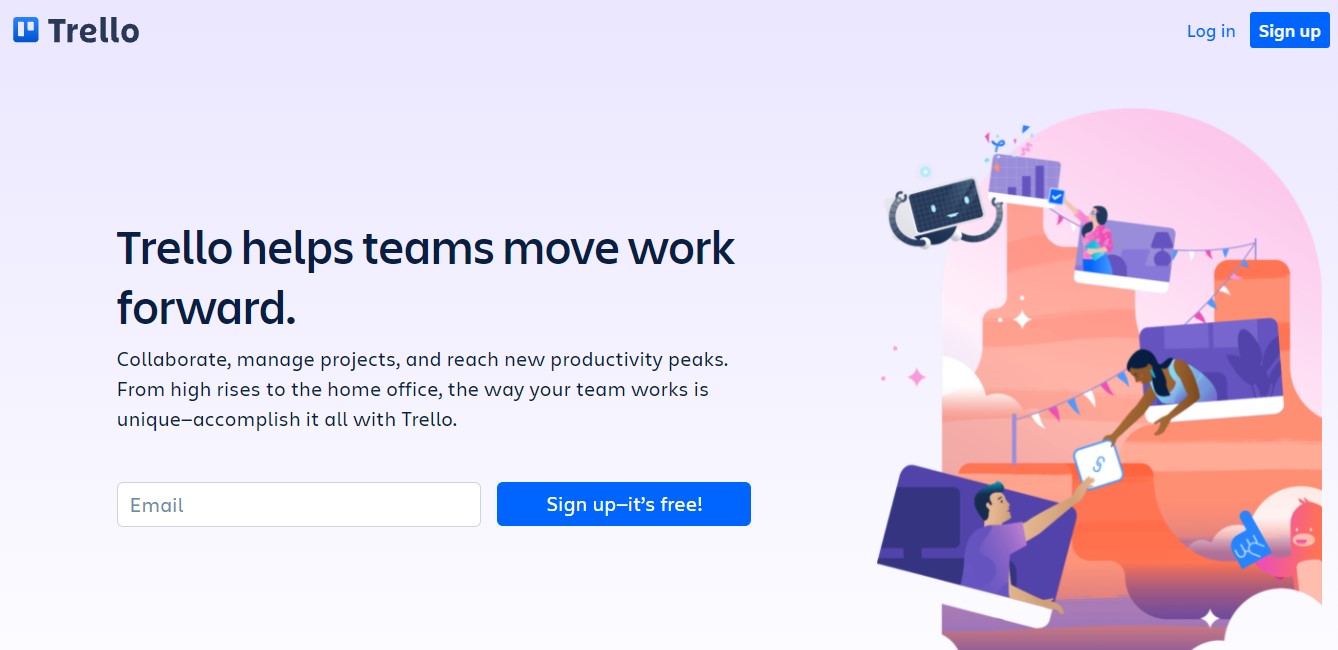 Trello
Log in
Sign up
Trello helps teams move work
forward.
Collaborate, manage projects, and reach new productivity peaks.
From high rises to the home office, the way your team works is
unique—accomplish it all with Trello.
Email
Sign up—it’s free!